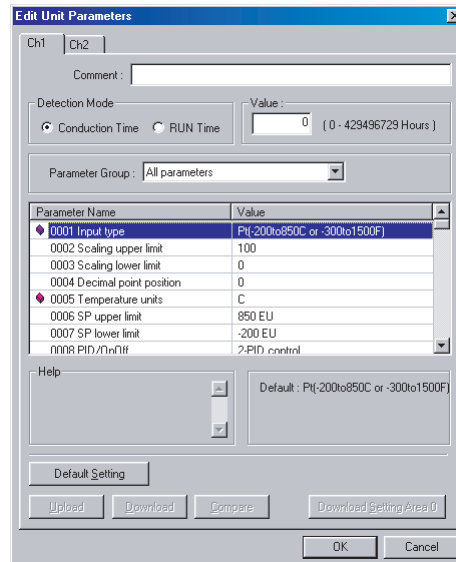 Edit Unit Parameters
Ch1 Ch2
Comment :
Detection Mode
Value :
Conduction Time RUN Time
0 ( 0 - 429496729 Hours )
Parameter Group : All parameters
Parameter Name Value
0001 Input type Pt(-200to850C or -300to1500F)
0002 Scaling upper limit 100
0003 Scaling lower limit 0
0004 Decimal point position 0
0005 Temperature units C
0006 SP upper limit 850 EU
0007 SP lower limit -200 EU
0008 PID/OnOff 2-PID control
Help
Default : Pt(-200to850C or -300to1500F)
Default Setting
Upload Download Compare Download Setting Area 0
OK Cancel